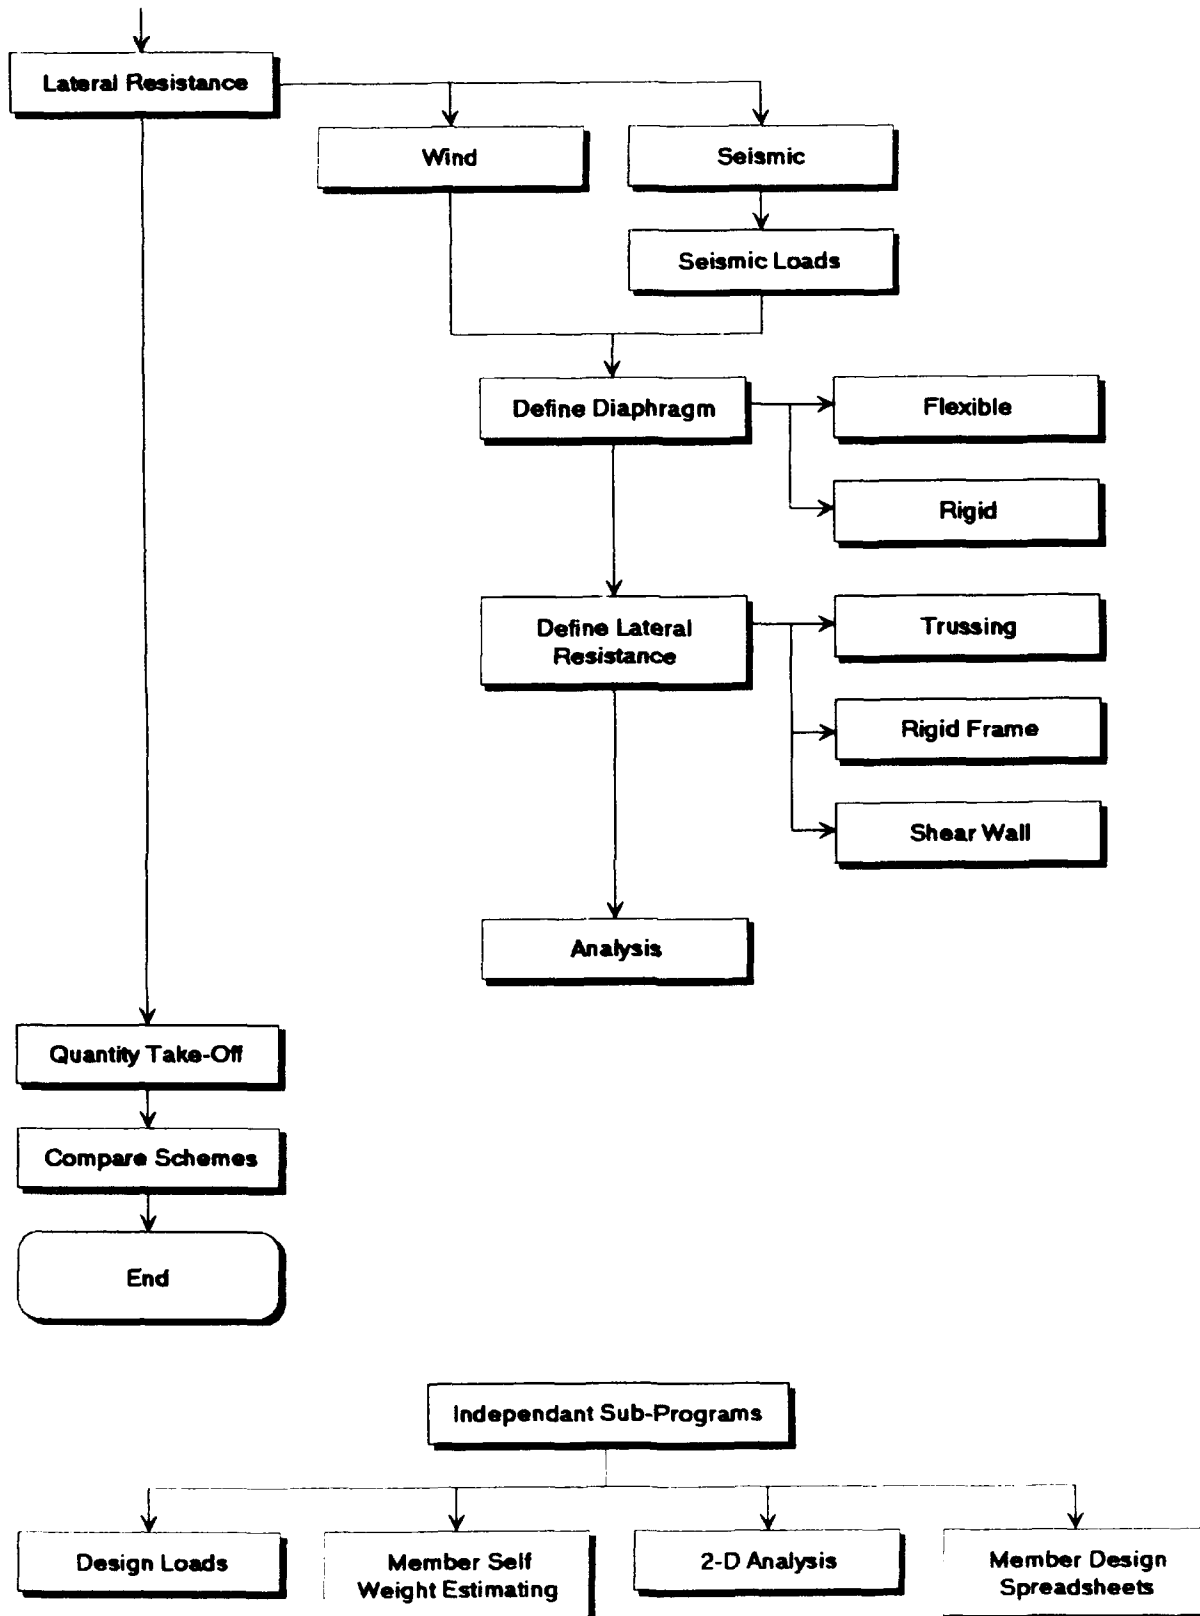 Lateral Resistance
Wind
Seismic
Seismic Loads
Define Diaphragm
Flexible
Rigid
Define Lateral
Resistance
Trussing
Rigid Frame
Shear Wall
Analysis
Quantity Take-Off
Compare Schemes
End
Independant Sub-Programs
Design Loads
Member Self
Weight Estimating
2-D Analysis
Member Design
Spreadsheets